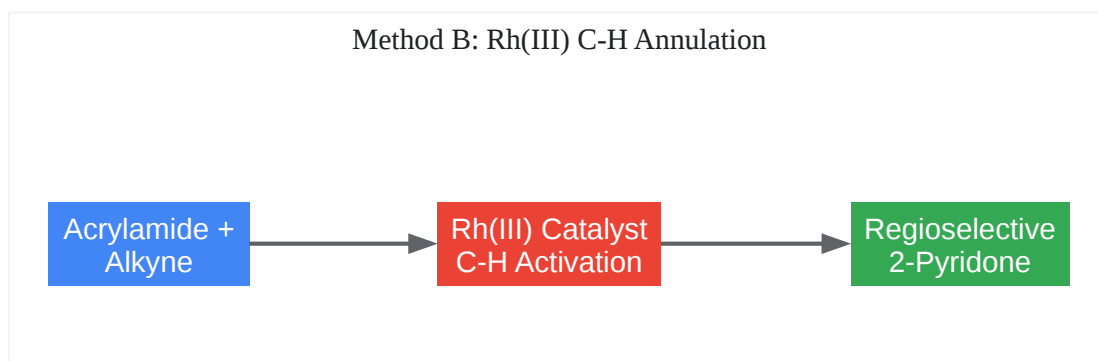 Method B: Rh(III) C-H Annulation
Acrylamide +
Alkyne
Rh(III) Catalyst
C-H Activation
Regioselective
2-Pyridone